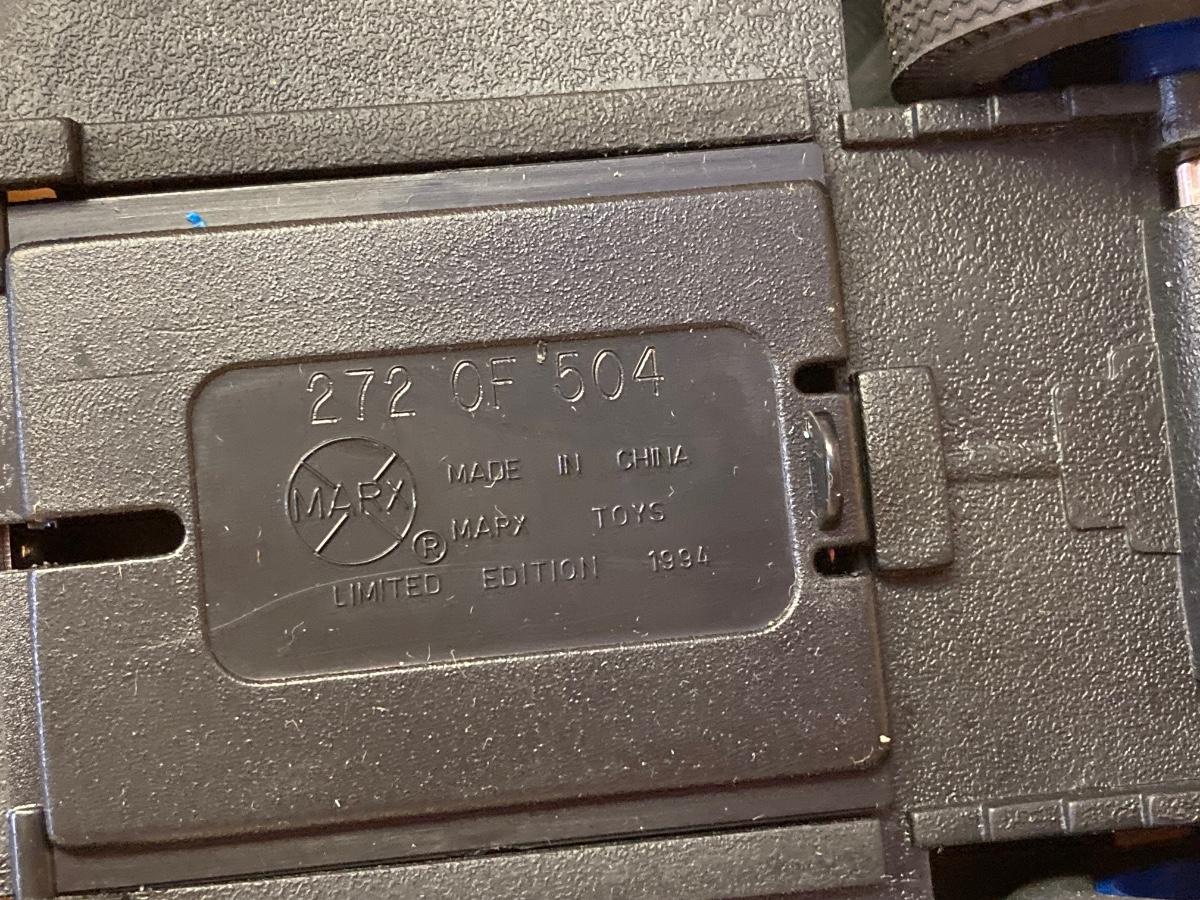 272 OF 504
MARX
®
MADE IN CHINA
MARX TOYS
LIMITED EDITION 1994